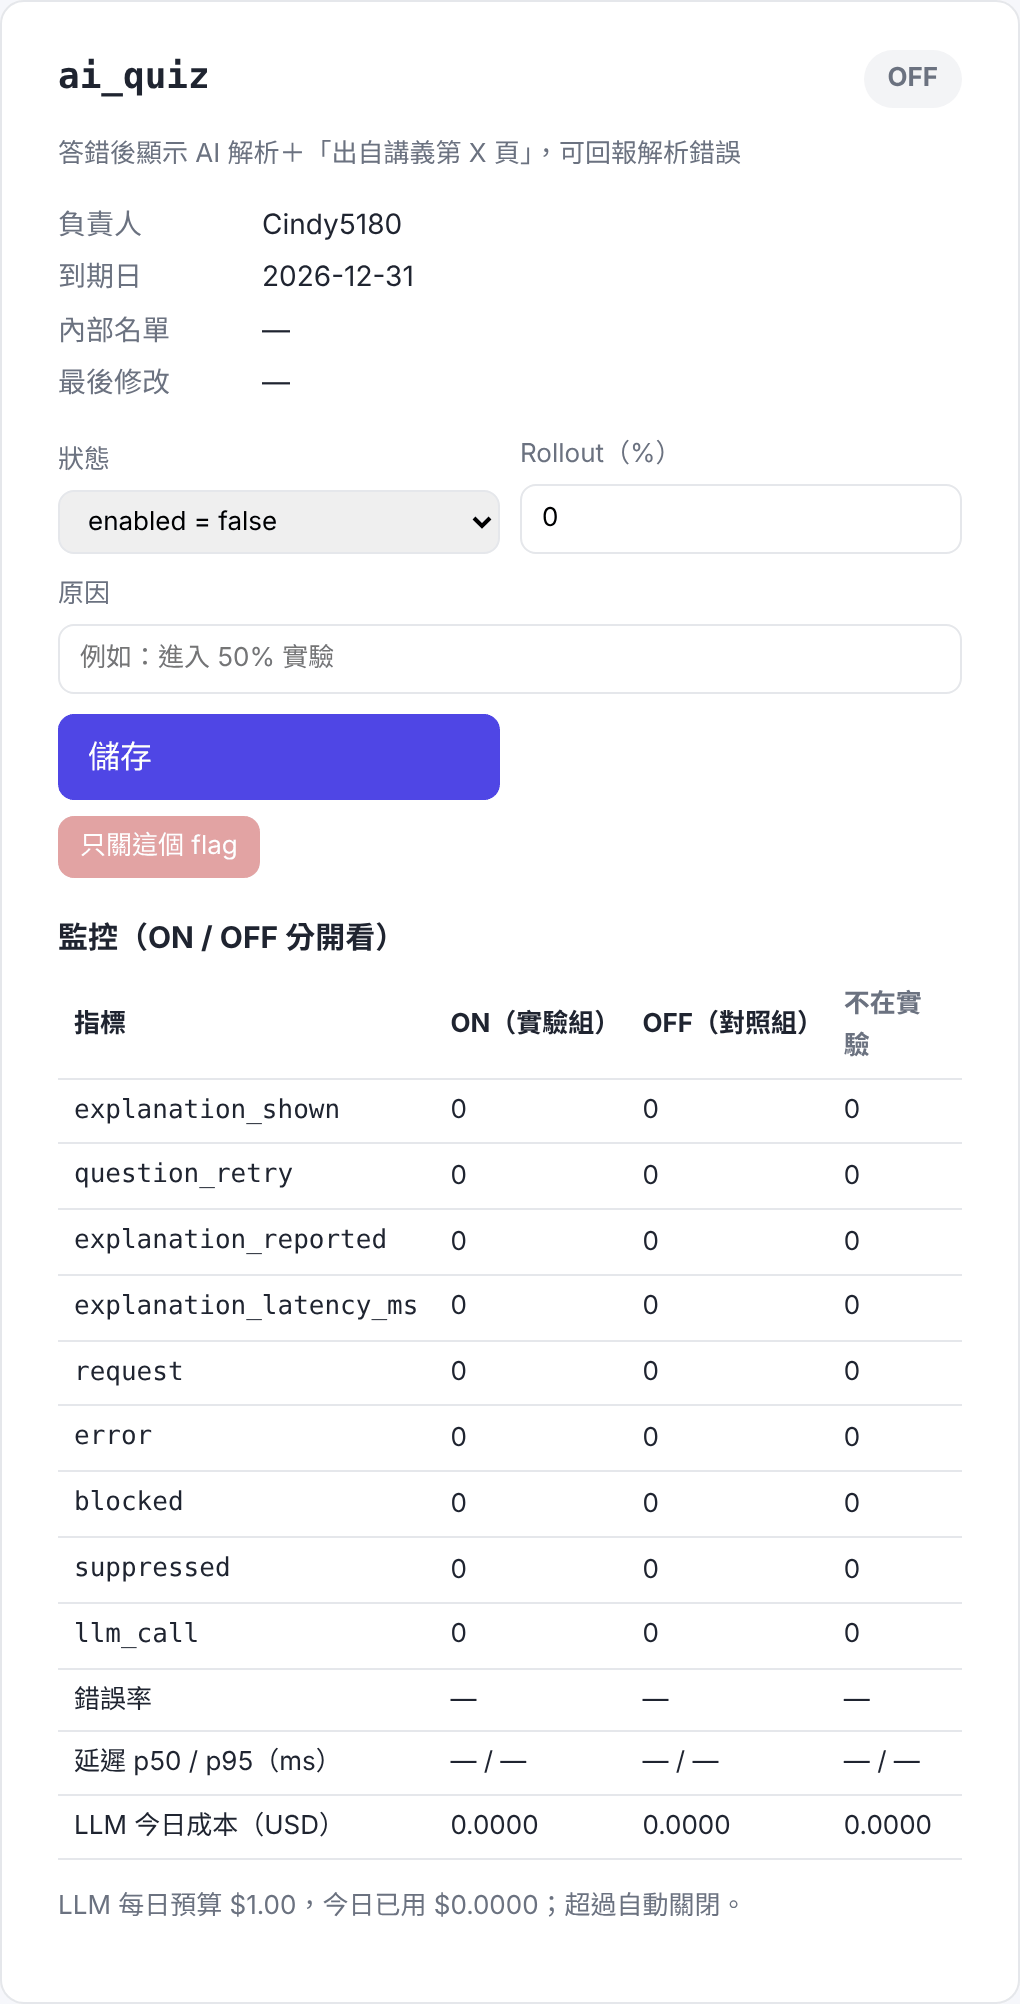 ai_quiz OFF
答錯後顯示 AI 解析＋「出自講義第 X 頁」，可回報解析錯誤
負責人 Cindy5180
到期日 2026-12-31
內部名單 —
最後修改 —
狀態 Rollout（%）
enabled = false 0
原因
例如：進入 50% 實驗
儲存
只關這個 flag
監控（ON / OFF 分開看）
指標 ON（實驗組） OFF（對照組） 不在實驗
explanation_shown 0 0 0
question_retry 0 0 0
explanation_reported 0 0 0
explanation_latency_ms 0 0 0
request 0 0 0
error 0 0 0
blocked 0 0 0
suppressed 0 0 0
llm_call 0 0 0
錯誤率 — — —
延遲 p50 / p95（ms） — / — — / — — / —
LLM 今日成本（USD） 0.0000 0.0000 0.0000
LLM 每日預算 $1.00，今日已用 $0.0000；超過自動關閉。